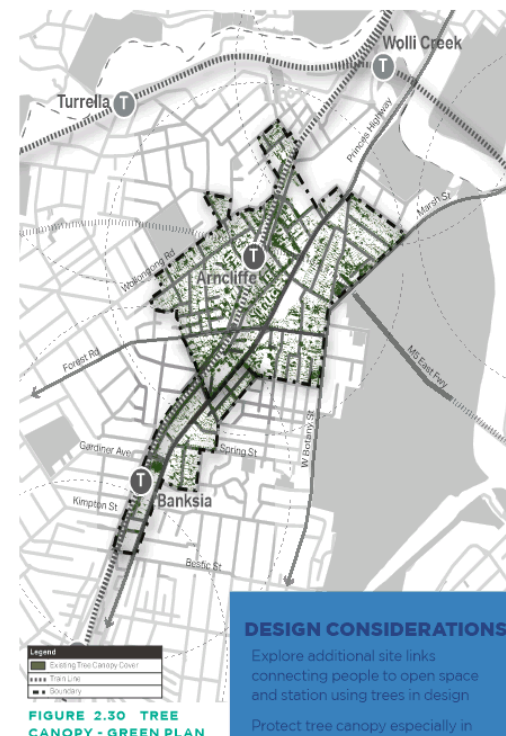 Wolli Creek
T
Turrella T
Princes Highway
Marsh St
T
Arncliffe
Wollongong Rd
Forest Rd
M5 East Fwy
W Botany St
Gardiner Ave
Spring St
T
Banksia
Kimpton St
Bestic St
Legend
Existing Tree Canopy Cover
Train Line
Boundary
FIGURE 2.30 TREE
CANOPY - GREEN PLAN
DESIGN CONSIDERATIONS
Explore additional site links
connecting people to open space
and station using trees in design
Protect tree canopy especially in